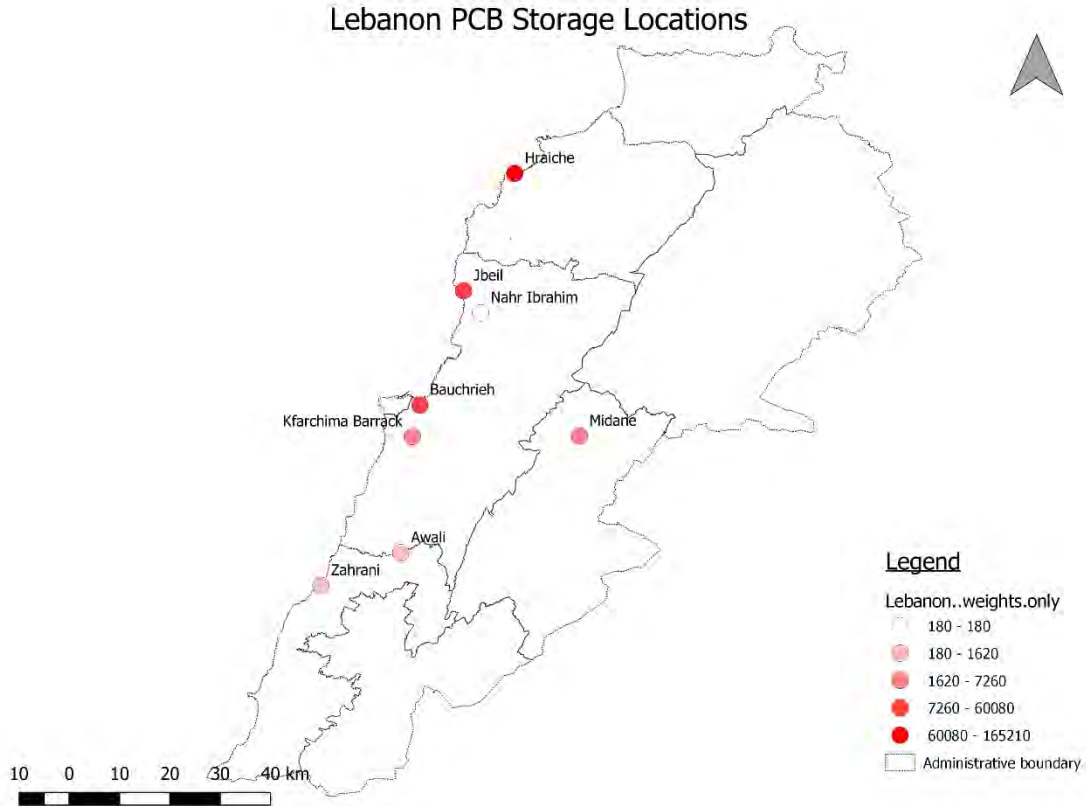 Lebanon PCB Storage Locations
Hraiche
Jbeil
Nahr Ibrahim
Bauchrieh
Kfarchima Barrack
Midane
Awali
Zahrani
Legend
Lebanon..weights.only
180 - 180
180 - 1620
1620 - 7260
7260 - 60080
60080 - 165210
Administrative boundary
10 0 10 20 30 40 km